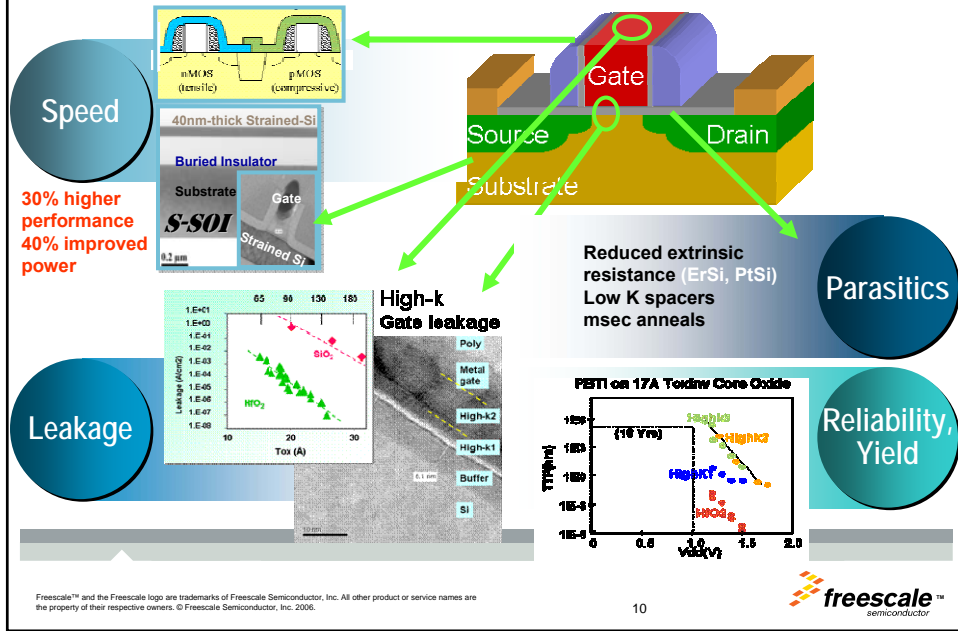 Speed
30% higher
performance
40% improved
power
nMOS
(tensile)
pMOS
(compressive)
40nm-thick Strained-Si
Buried Insulator
Substrate
S-SOI
0.2 µm
Gate
Strained Si
Gate
Source
Drain
Substrate
Reduced extrinsic
resistance (ErSi, PtSi)
Low K spacers
msec anneals
Parasitics
Leakage
65 90 130 180
1.E+01
1.E+00
1.E-01
1.E-02
1.E-03
1.E-04
1.E-05
1.E-06
1.E-07
1.E-08
Leakage (A/cm2)
SiO2
HfO2
10 20 30
Tox (A)
High-k
Gate leakage
Poly
Metal
gate
High-k2
High-k1
Buffer
Si
6.1 nm
10 nm
PBTI on 17A Toxinv Core Oxide
(10 Yrs)
Highk3
Highk2
HighK1
HfO2
0 0.5 1.0 1.5 2.0
Vdd(V)
Reliability,
Yield
Freescale™ and the Freescale logo are trademarks of Freescale Semiconductor, Inc. All other product or service names are
the property of their respective owners. © Freescale Semiconductor, Inc. 2006.
10
freescale™
semiconductor